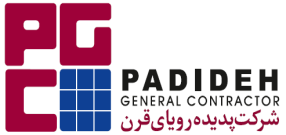 PGC
PADIDEH
GENERAL CONTRACTOR
شرکت پدیده رویای قرن